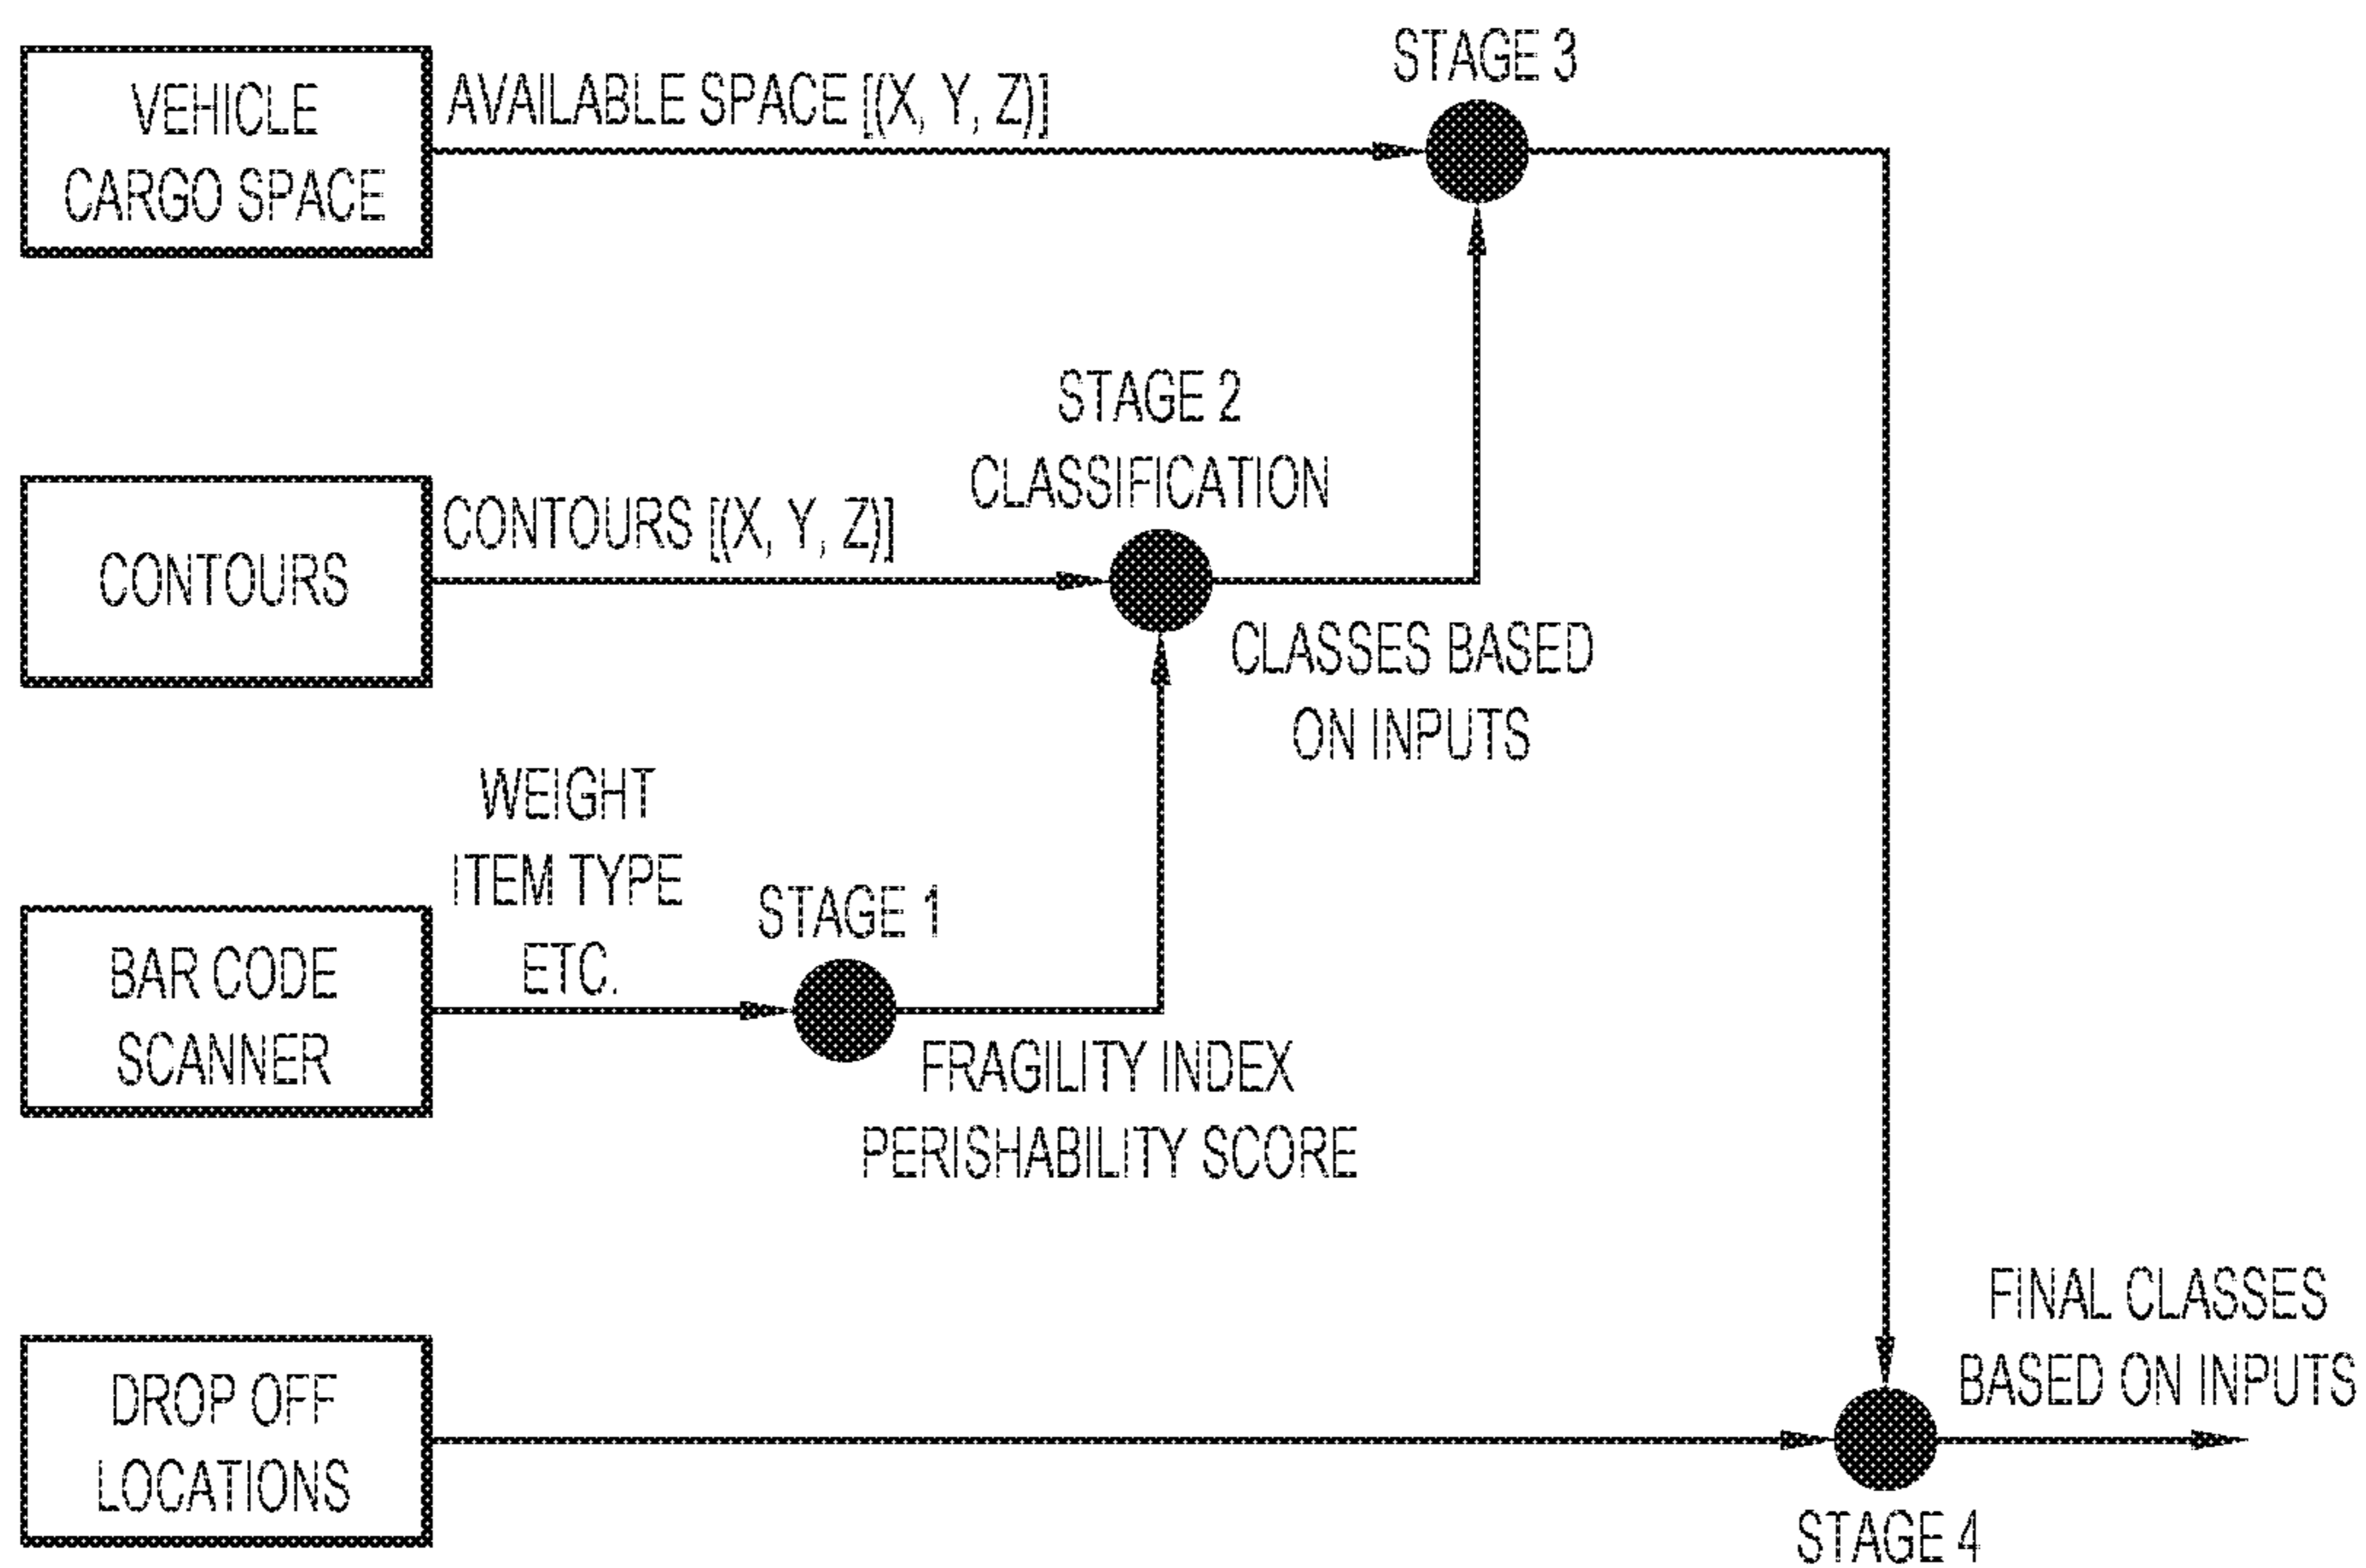 STAGE 3
VEHICLE
CARGO SPACE
AVAILABLE SPACE [(X, Y, Z)]
STAGE 2
CLASSIFICATION
CONTOURS
CONTOURS [(X, Y, Z)]
CLASSES BASED
ON INPUTS
WEIGHT
ITEM TYPE
ETC.
STAGE 1
BAR CODE
SCANNER
FRAGILITY INDEX
PERISHABILITY SCORE
FINAL CLASSES
BASED ON INPUTS
DROP OFF
LOCATIONS
STAGE 4